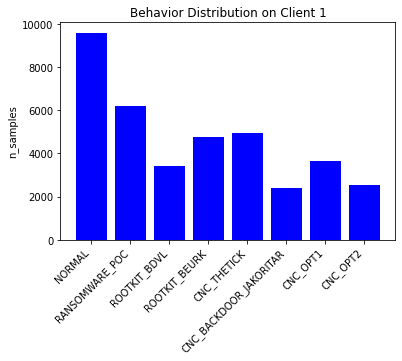 Behavior Distribution on Client 1
n_samples
10000
8000
6000
4000
2000
0
NORMAL
RANSOMWARE_POC
ROOTKIT_BDVL
ROOTKIT_BEURK
CNC_THETICK
CNC_BACKDOOR_JAKORITAR
CNC_OPT1
CNC_OPT2